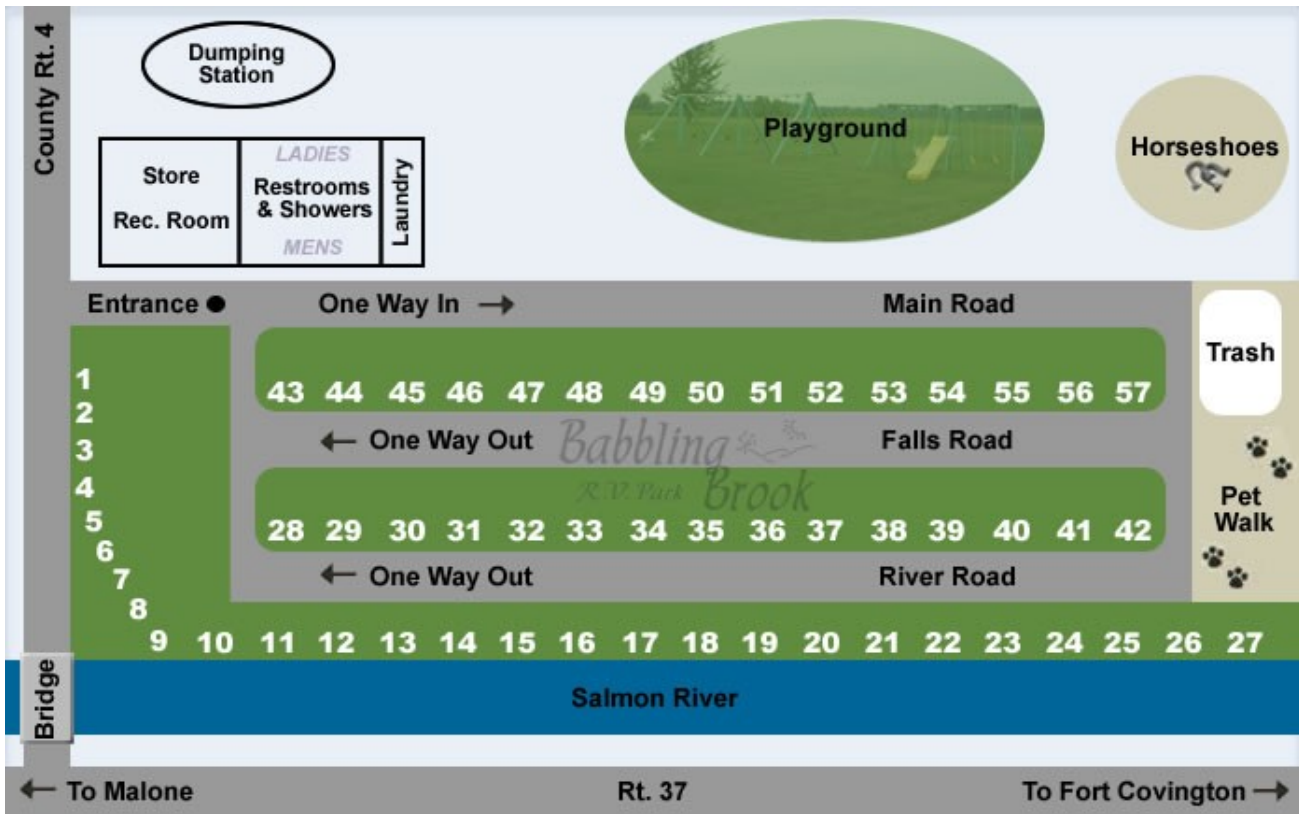 County Rt. 4
Dumping
Station
Playground
Horseshoes
Store
Rec. Room
LADIES
Restrooms
& Showers
MENS
Laundry
Entrance
One Way In →
Main Road
Trash
1
2
3
4
5
6
7
8
9 10 11 12 13 14 15 16 17 18 19 20 21 22 23 24 25 26 27
43 44 45 46 47 48 49 50 51 52 53 54 55 56 57
← One Way Out
Falls Road
Babbling
Brook
R.V. Park
28 29 30 31 32 33 34 35 36 37 38 39 40 41 42
Pet
Walk
← One Way Out
River Road
Bridge
Salmon River
← To Malone
Rt. 37
To Fort Covington →